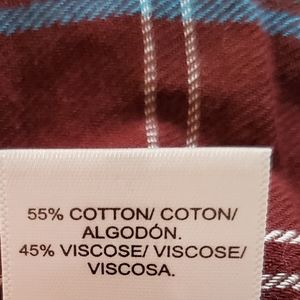 55% COTTON/ COTON/
ALGODÓN.
45% VISCOSE/ VISCOSE/
VISCOSA.